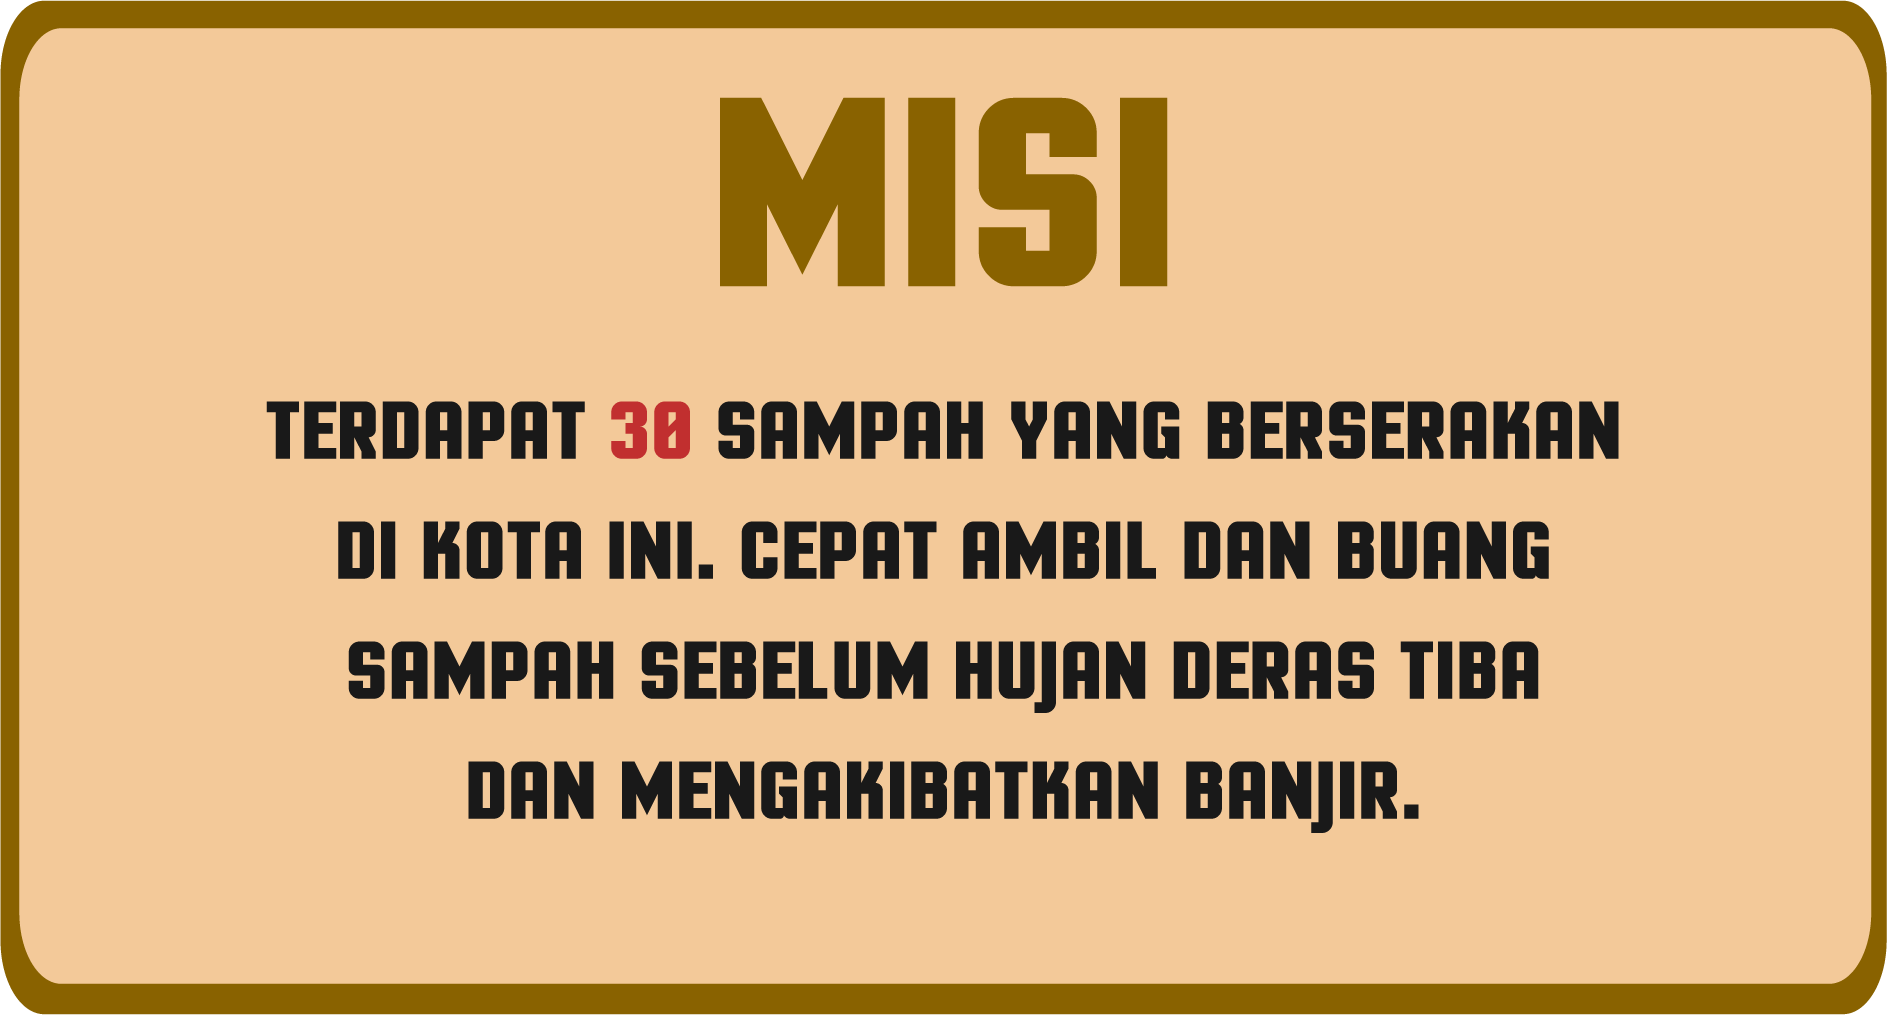 MISI
TERDAPAT 30 SAMPAH YANG BERSERAKAN
DI KOTA INI. CEPAT AMBIL DAN BUANG
SAMPAH SEBELUM HUJAN DERAS TIBA
DAN MENGAKIBATKAN BANJIR.